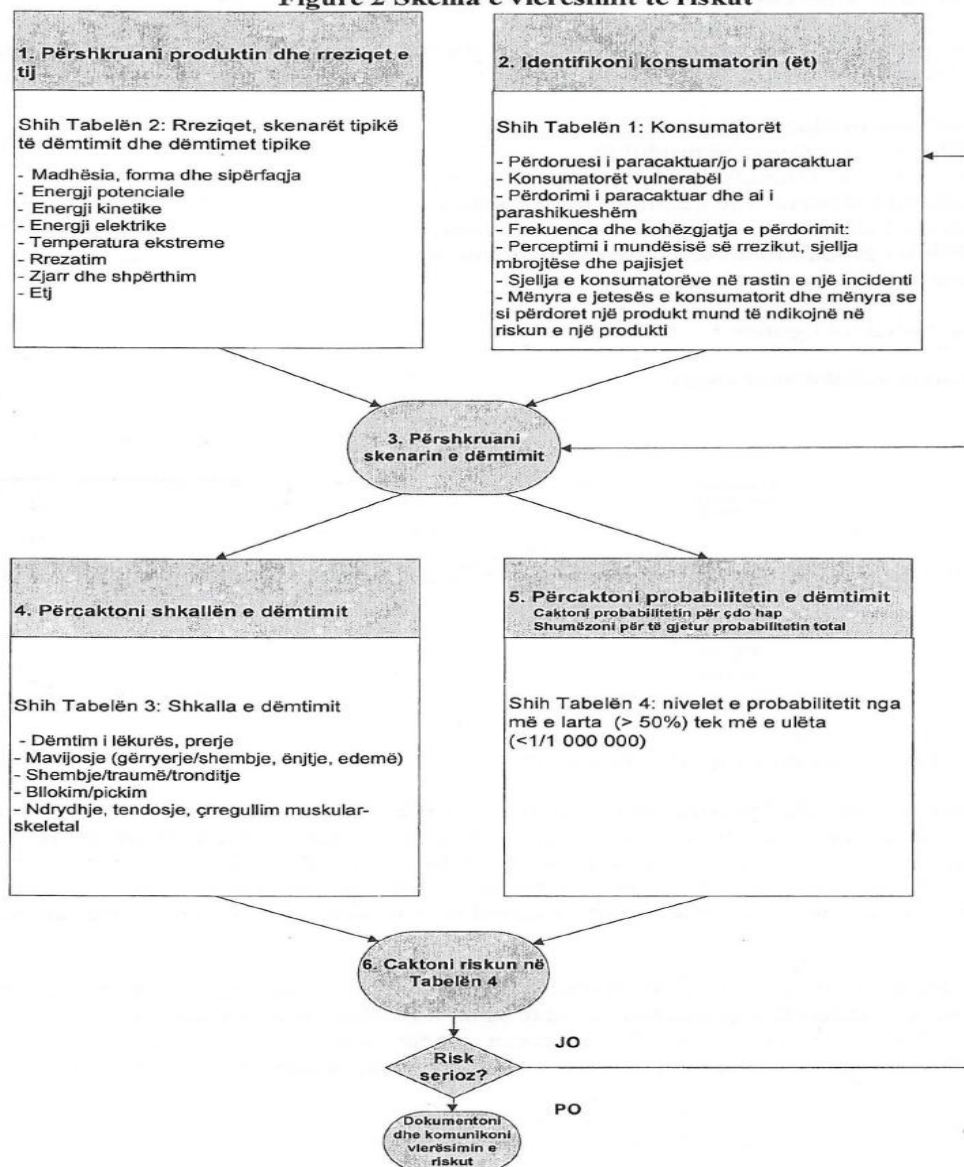 Figure 2 Skema e vlerësimit të riskut
1. Përshkruani produktin dhe rreziqet e
tij
Shih Tabelën 2: Rreziqet, skenarët tipikë
të dëmtimit dhe dëmtimet tipike
- Madhësia, forma dhe sipërfaqja
- Energji potenciale
- Energji kinetike
- Energji elektrike
- Temperatura ekstreme
- Rrezatim
- Zjarr dhe shpërthim
- Etj
2. Identifikoni konsumatorin (ët)
Shih Tabelën 1: Konsumatorët
- Përdoruesi i paracaktuar/jo i paracaktuar
- Konsumatorët vulnerabël
- Përdorimi i paracaktuar dhe ai i
parashikueshëm
- Frekuenca dhe kohëzgjatja e përdorimit:
- Perceptimi i mundësisë së rrezikut, sjellja
mbrojtëse dhe pajisjet
- Sjellja e konsumatorëve në rastin e një incidenti
- Mënyra e jetesës e konsumatorit dhe mënyra se
si përdoret një produkt mund të ndikojnë në
riskun e një produkti
3. Përshkruani
skenarin e dëmtimit
4. Përcaktoni shkallën e dëmtimit
Shih Tabelën 3: Shkalla e dëmtimit
- Dëmtim i lëkurës, prerje
- Mavijosje (gërryerje/shembje, ënjtje, edemë)
- Shembje/traumë/tronditje
- Bllokim/pickim
- Ndrydhje, tendosje, çrregullim muskular-
skeletal
5. Përcaktoni probabilitetin e dëmtimit
Caktoni probabilitetin për çdo hap
Shumëzoni për të gjetur probabilitetin total
Shih Tabelën 4: nivelet e probabilitetit nga
më e larta (> 50%) tek më e ulëta
(<1/1 000 000)
6. Caktoni riskun në
Tabelën 4
Risk
serioz?
JO
PO
Dokumentoni
dhe komunikoni
vlerësimin e
riskut